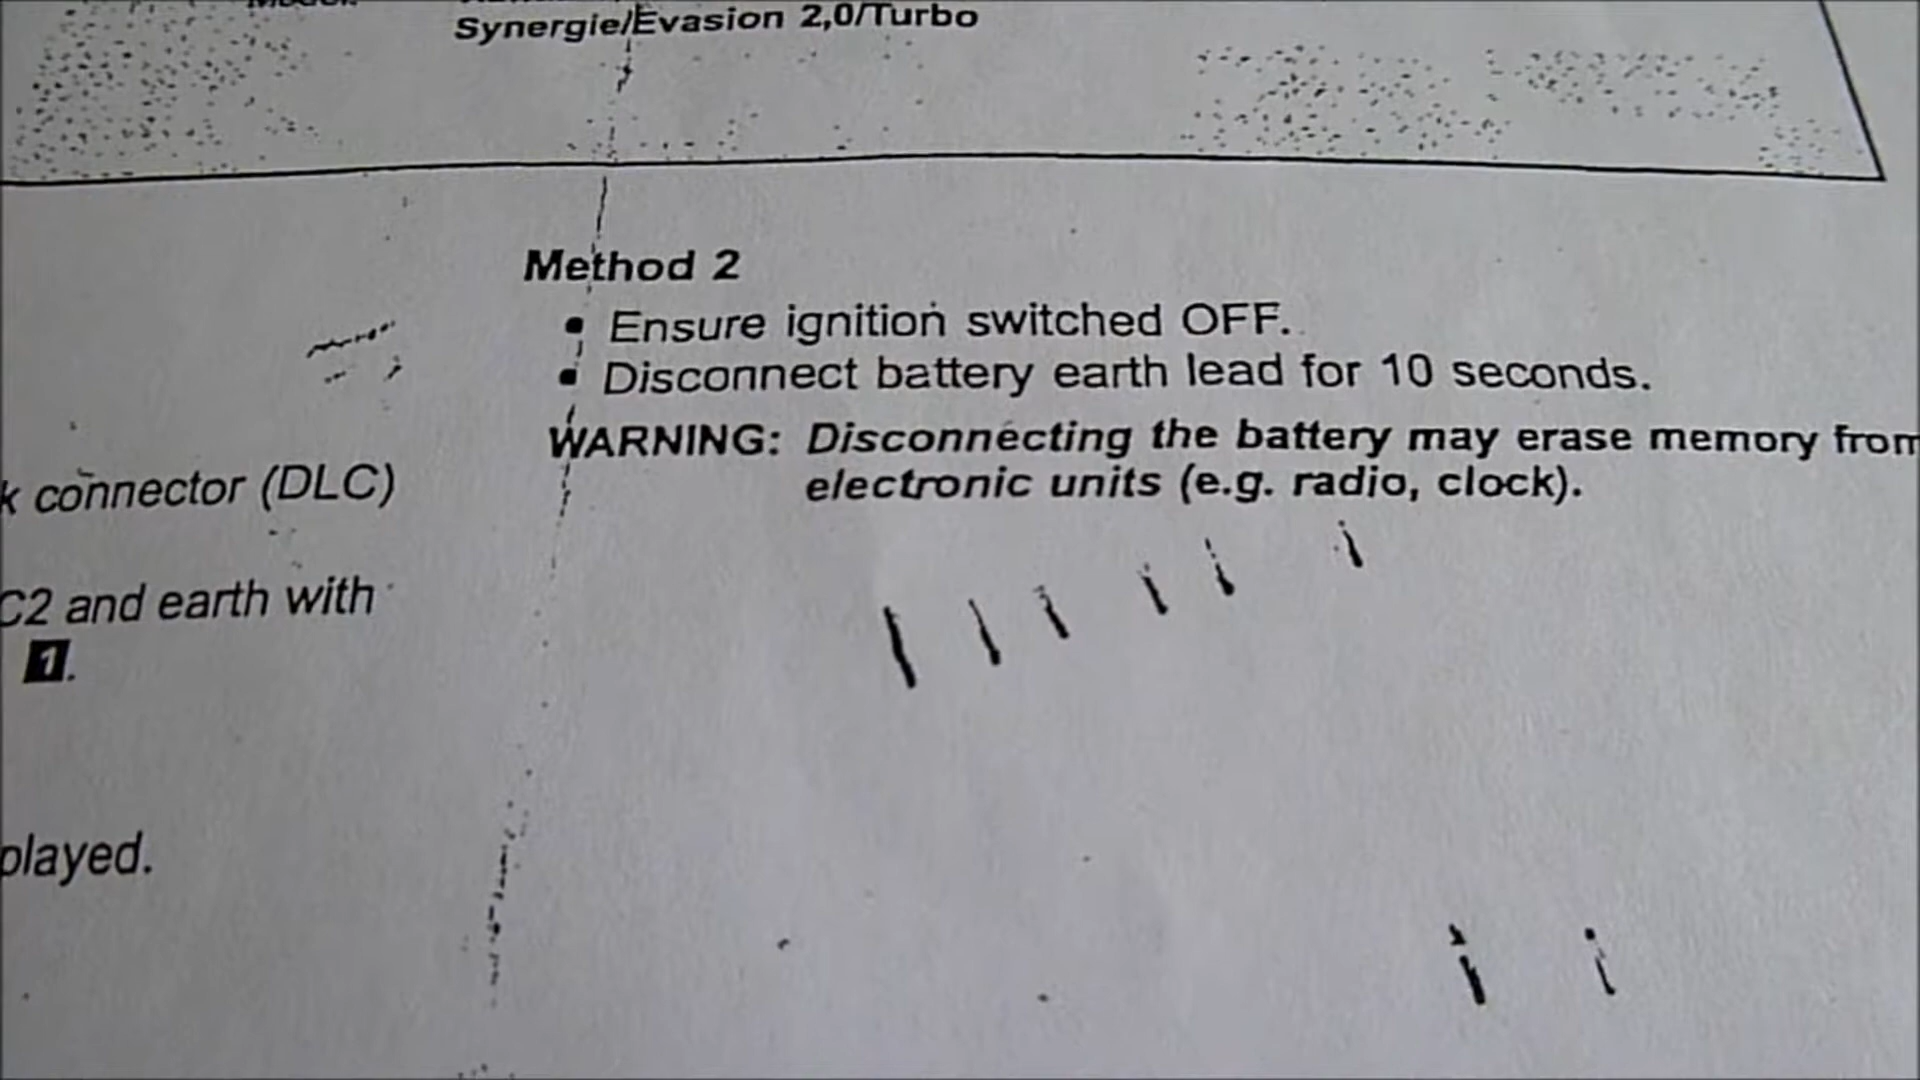 Synergie/Evasion 2,0/Turbo
Method 2
• Ensure ignition switched OFF.
• Disconnect battery earth lead for 10 seconds.
WARNING: Disconnecting the battery may erase memory from
electronic units (e.g. radio, clock).
k connector (DLC)
C2 and earth with
1.
played.